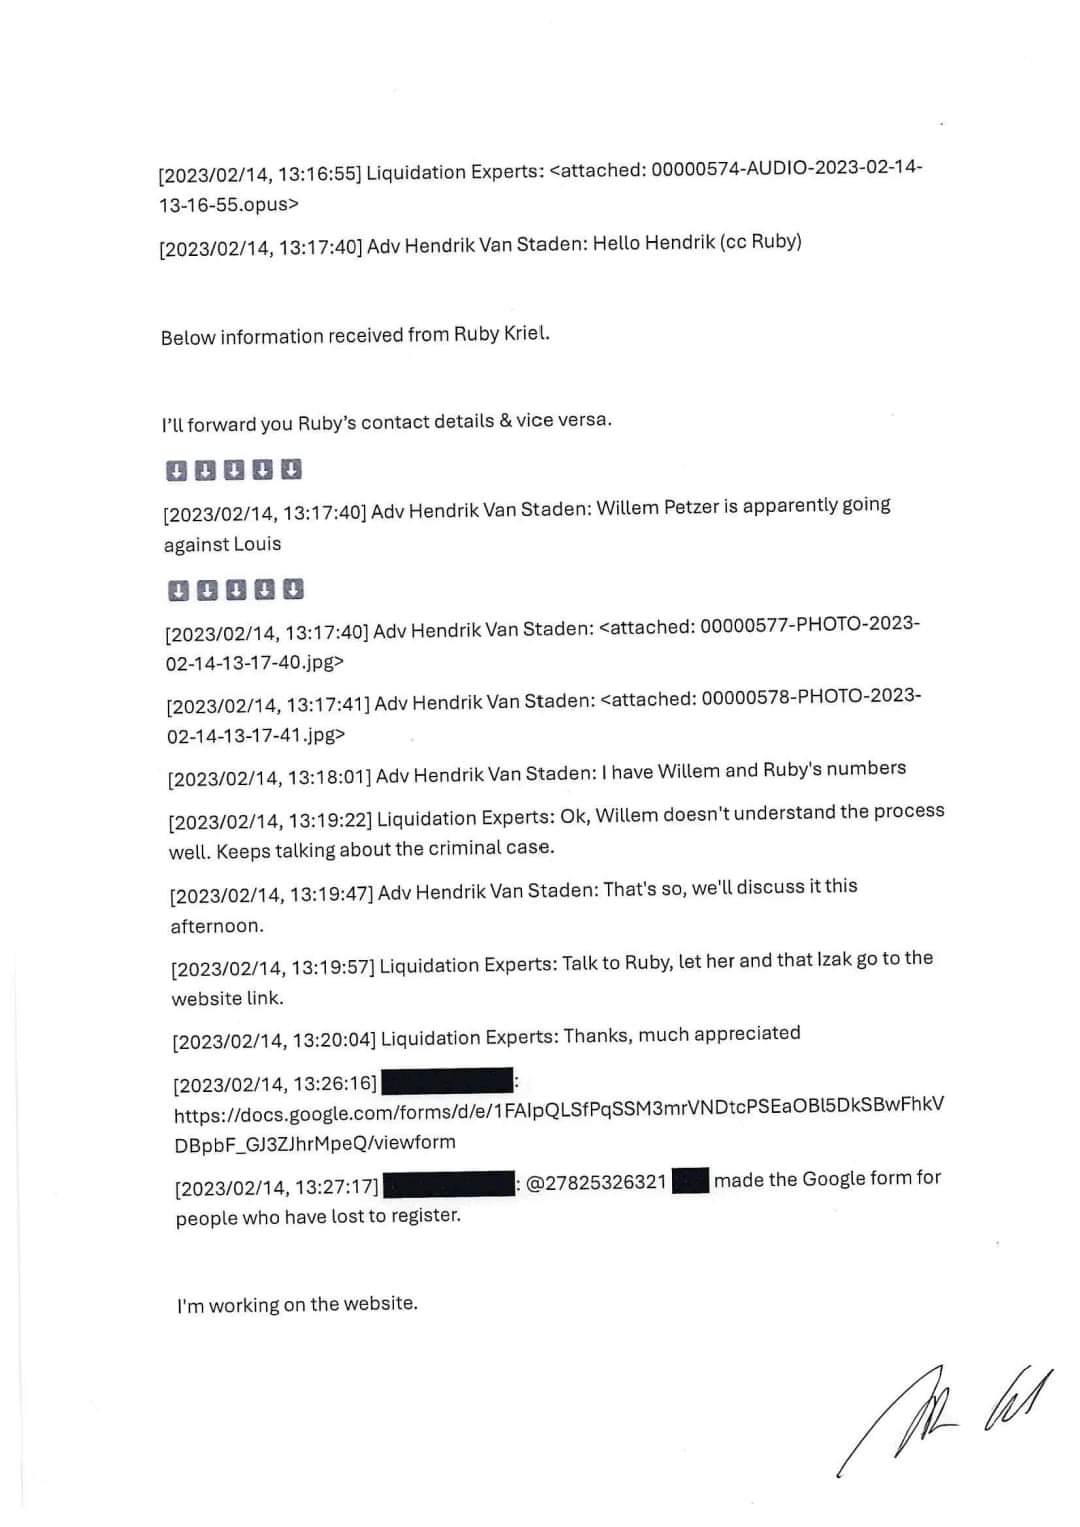 [2023/02/14, 13:16:55] Liquidation Experts: <attached: 00000574-AUDIO-2023-02-14-
13-16-55.opus>
[2023/02/14, 13:17:40] Adv Hendrik Van Staden: Hello Hendrik (cc Ruby)
Below information received from Ruby Kriel.
I'll forward you Ruby's contact details & vice versa.
⬇️⬇️⬇️⬇️⬇️
[2023/02/14, 13:17:40] Adv Hendrik Van Staden: Willem Petzer is apparently going
against Louis
⬇️⬇️⬇️⬇️⬇️
[2023/02/14, 13:17:40] Adv Hendrik Van Staden: <attached: 00000577-PHOTO-2023-
02-14-13-17-40.jpg>
[2023/02/14, 13:17:41] Adv Hendrik Van Staden: <attached: 00000578-PHOTO-2023-
02-14-13-17-41.jpg>
[2023/02/14, 13:18:01] Adv Hendrik Van Staden: I have Willem and Ruby's numbers
[2023/02/14, 13:19:22] Liquidation Experts: Ok, Willem doesn't understand the process
well. Keeps talking about the criminal case.
[2023/02/14, 13:19:47] Adv Hendrik Van Staden: That's so, we'll discuss it this
afternoon.
[2023/02/14, 13:19:57] Liquidation Experts: Talk to Ruby, let her and that Izak go to the
website link.
[2023/02/14, 13:20:04] Liquidation Experts: Thanks, much appreciated
[2023/02/14, 13:26:16] :
https://docs.google.com/forms/d/e/1FAIpQLSfPqSSM3mrVNDtcPSEaOBl5DkSBwFhkV
DBpbF_GJ3ZJhrMpeQ/viewform
[2023/02/14, 13:27:17] : @27825326321 made the Google form for
people who have lost to register.
I'm working on the website.